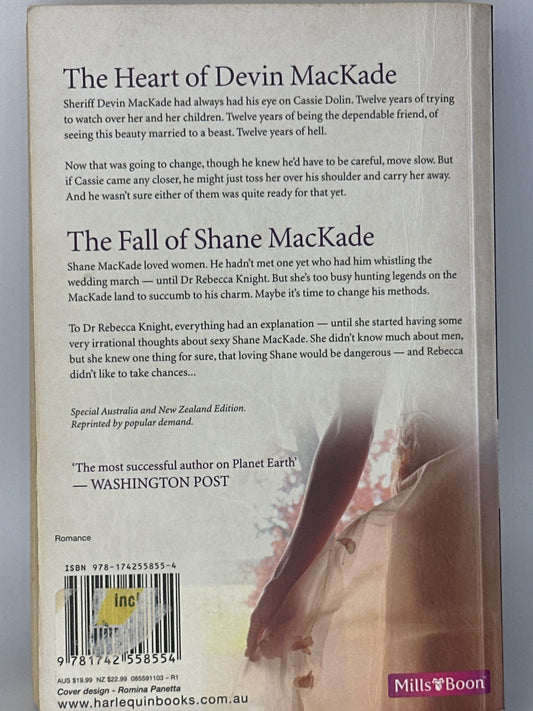 The Heart of Devin MacKade
Sheriff Devin MacKade had always had his eye on Cassie Dolin. Twelve years of trying
to watch over her and her children. Twelve years of being the dependable friend, of
seeing this beauty married to a beast. Twelve years of hell.
Now that was going to change, though he knew he'd have to be careful, move slow. But
if Cassie came any closer, he might just toss her over his shoulder and carry her away.
And he wasn't sure either of them was quite ready for that yet.
The Fall of Shane MacKade
Shane MacKade loved women. He hadn't met one yet who had him whistling the
wedding march — until Dr Rebecca Knight. But she's too busy hunting legends on the
MacKade land to succumb to his charm. Maybe it's time to change his methods.
To Dr Rebecca Knight, everything had an explanation — until she started having some
very irrational thoughts about sexy Shane MacKade. She didn't know much about men,
but she knew one thing for sure, that loving Shane would be dangerous — and Rebecca
didn't like to take chances...
Special Australia and New Zealand Edition.
Reprinted by popular demand.
'The most successful author on Planet Earth'
— WASHINGTON POST
Romance
ISBN 978-174255855-4
inc
9 781742 558554
AUS $19.99 NZ $22.99 085591103 – R1
Cover design - Romina Panetta
www.harlequinbooks.com.au
Mills Boon